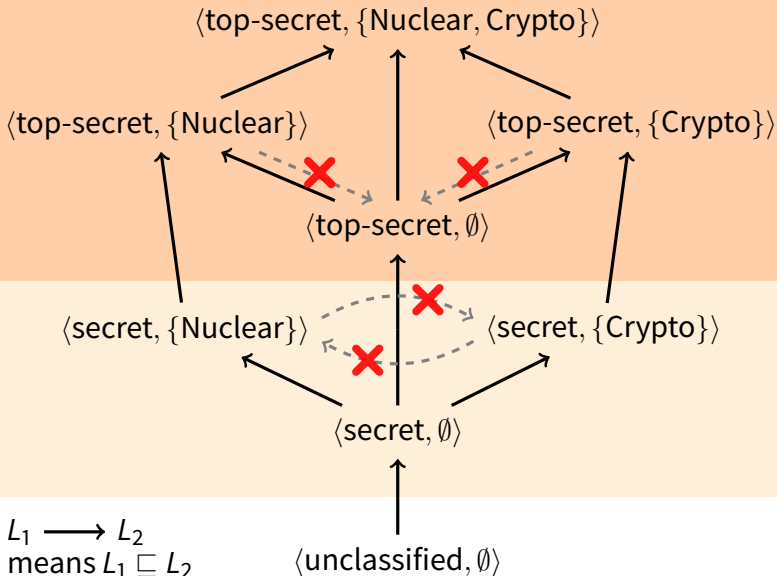 ⟨top-secret, {Nuclear, Crypto}⟩
⟨top-secret, {Nuclear}⟩
⟨top-secret, {Crypto}⟩
⟨top-secret, ∅⟩
⟨secret, {Nuclear}⟩
⟨secret, {Crypto}⟩
⟨secret, ∅⟩
L₁ ⟶ L₂
means L₁ ⊑ L₂
⟨unclassified, ∅⟩